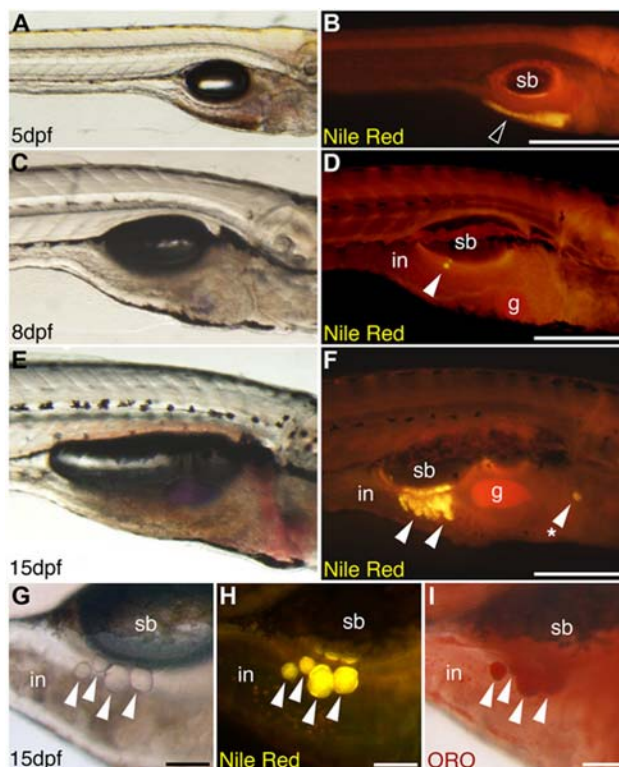 A
5dpf
B
sb
Nile Red
C
8dpf
D
sb
in
g
Nile Red
E
15dpf
F
sb
in
g
*
Nile Red
G
sb
in
15dpf
H
sb
Nile Red
I
sb
in
ORO